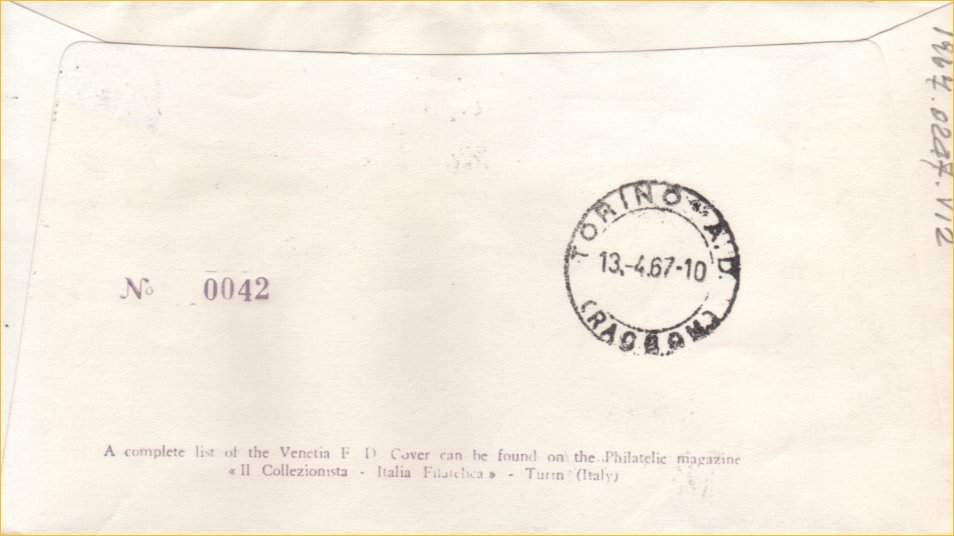 TORINO A.D.
13.-4.67-10
(RACCOM)
No 0042
A complete list of the Venetia F D Cover can be found on the Philatelic magazine
« Il Collezionista - Italia Filatelica » - Turin (Italy)